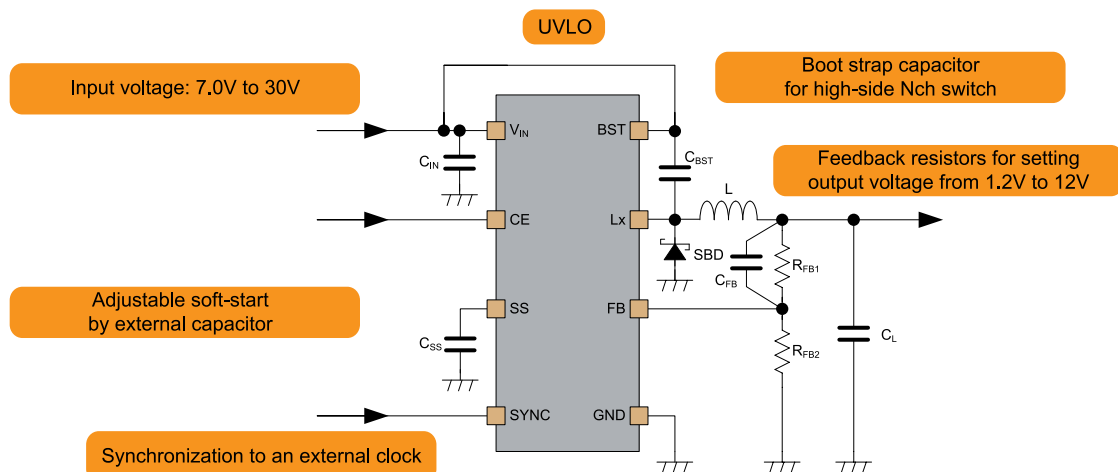 UVLO
Input voltage: 7.0V to 30V
Boot strap capacitor
for high-side Nch switch
VIN
BST
CIN
CBST
Feedback resistors for setting
output voltage from 1.2V to 12V
L
CE
Lx
SBD
CFB
RFB1
Adjustable soft-start
by external capacitor
SS
FB
CSS
RFB2
CL
SYNC
GND
Synchronization to an external clock